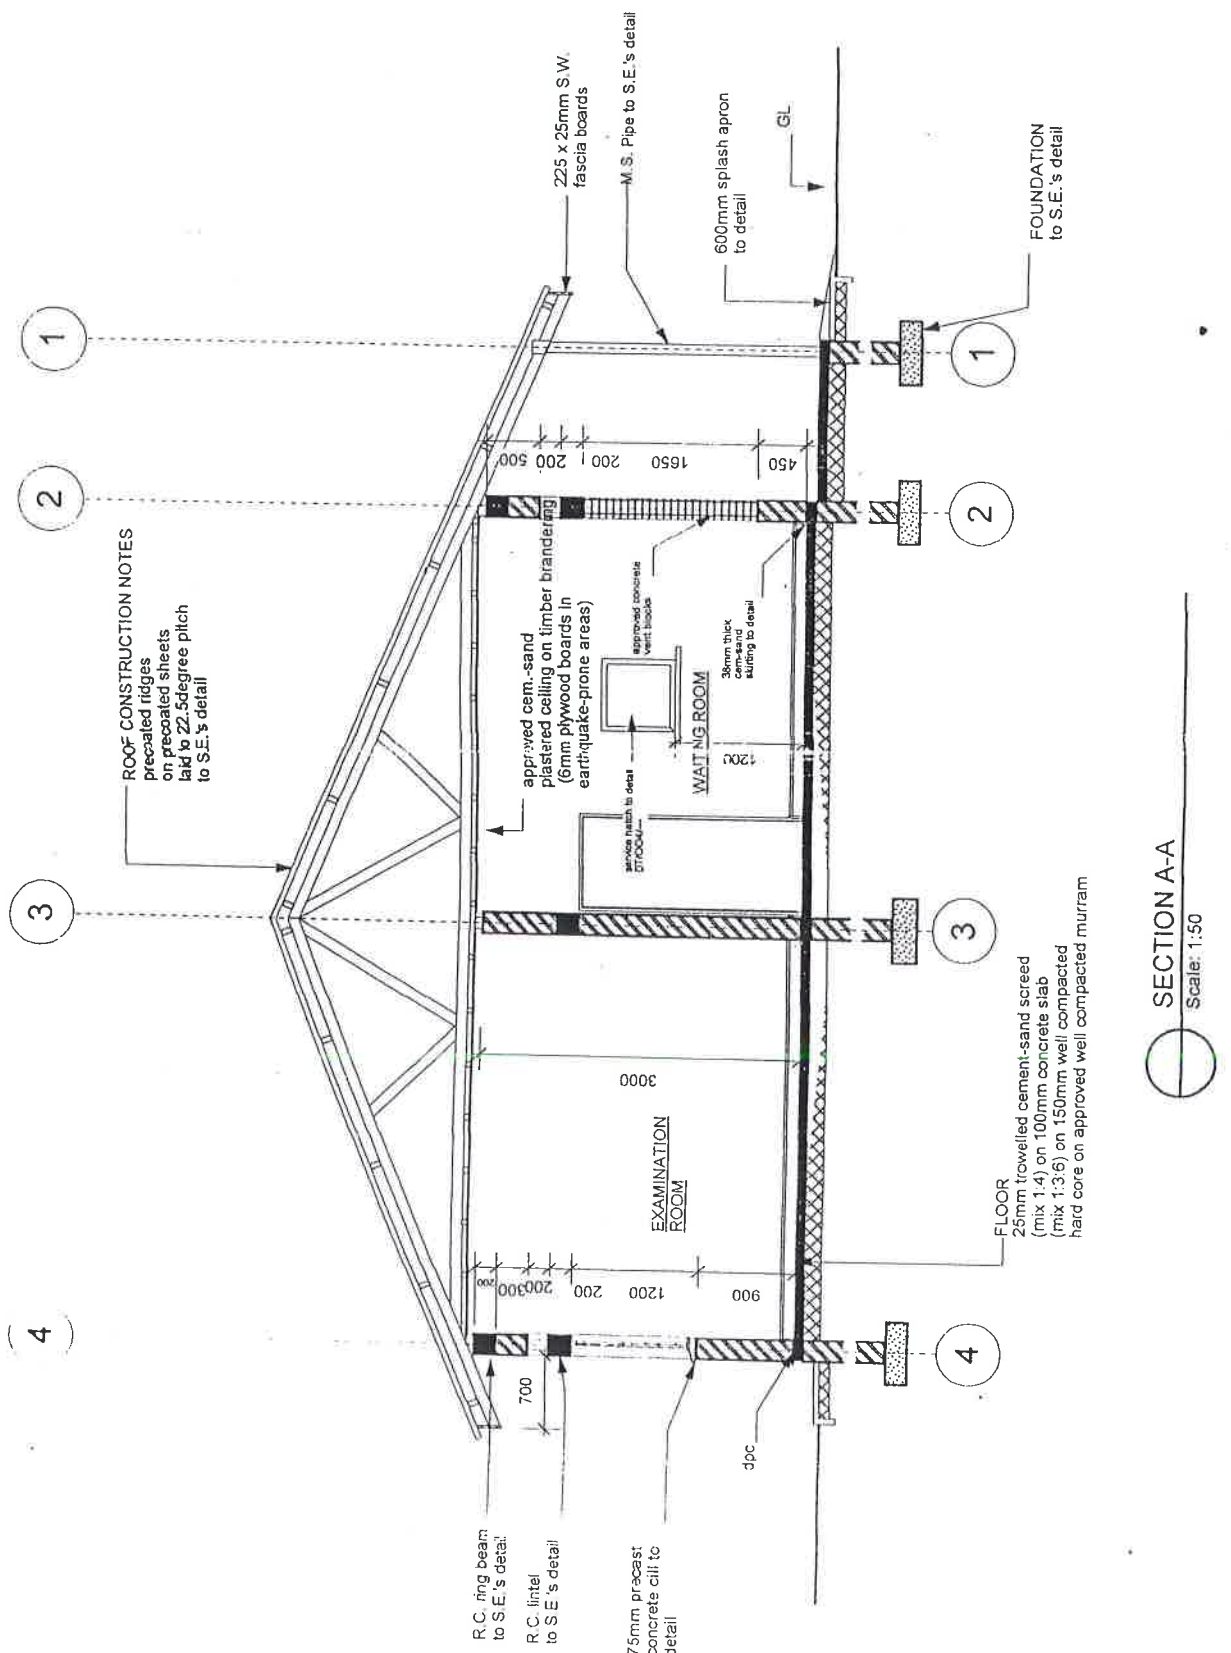 4
3
2
1
ROOF CONSTRUCTION NOTES
precoated ridges
on precoated sheets
laid to 22.5degree pitch
to S.E.'s detail
225 x 25mm S.W.
fascia boards
M.S. Pipe to S.E.'s detail
600mm splash apron
to detail
GL
FOUNDATION
to S.E.'s detail
R.C. ring beam
to S.E.'s detail
R.C. lintel
to S.E.'s detail
75mm precast
concrete cill to
detail
dpc
700
200
300
200
200
1200
900
EXAMINATION
ROOM
3000
approved cem.-sand
plastered ceiling on timber brandering
(6mm plywood boards in
earthquake-prone areas)
service hatch to detail
approved concrete
vent blocks
WAITING ROOM
1200
38mm thick
cem-sand
skirting to detail
500
200
200
1650
450
FLOOR
25mm trowelled cement-sand screed
(mix 1:4) on 100mm concrete slab
(mix 1:3:6) on 150mm well compacted
hard core on approved well compacted murram
4
3
2
1
SECTION A-A
Scale: 1:50